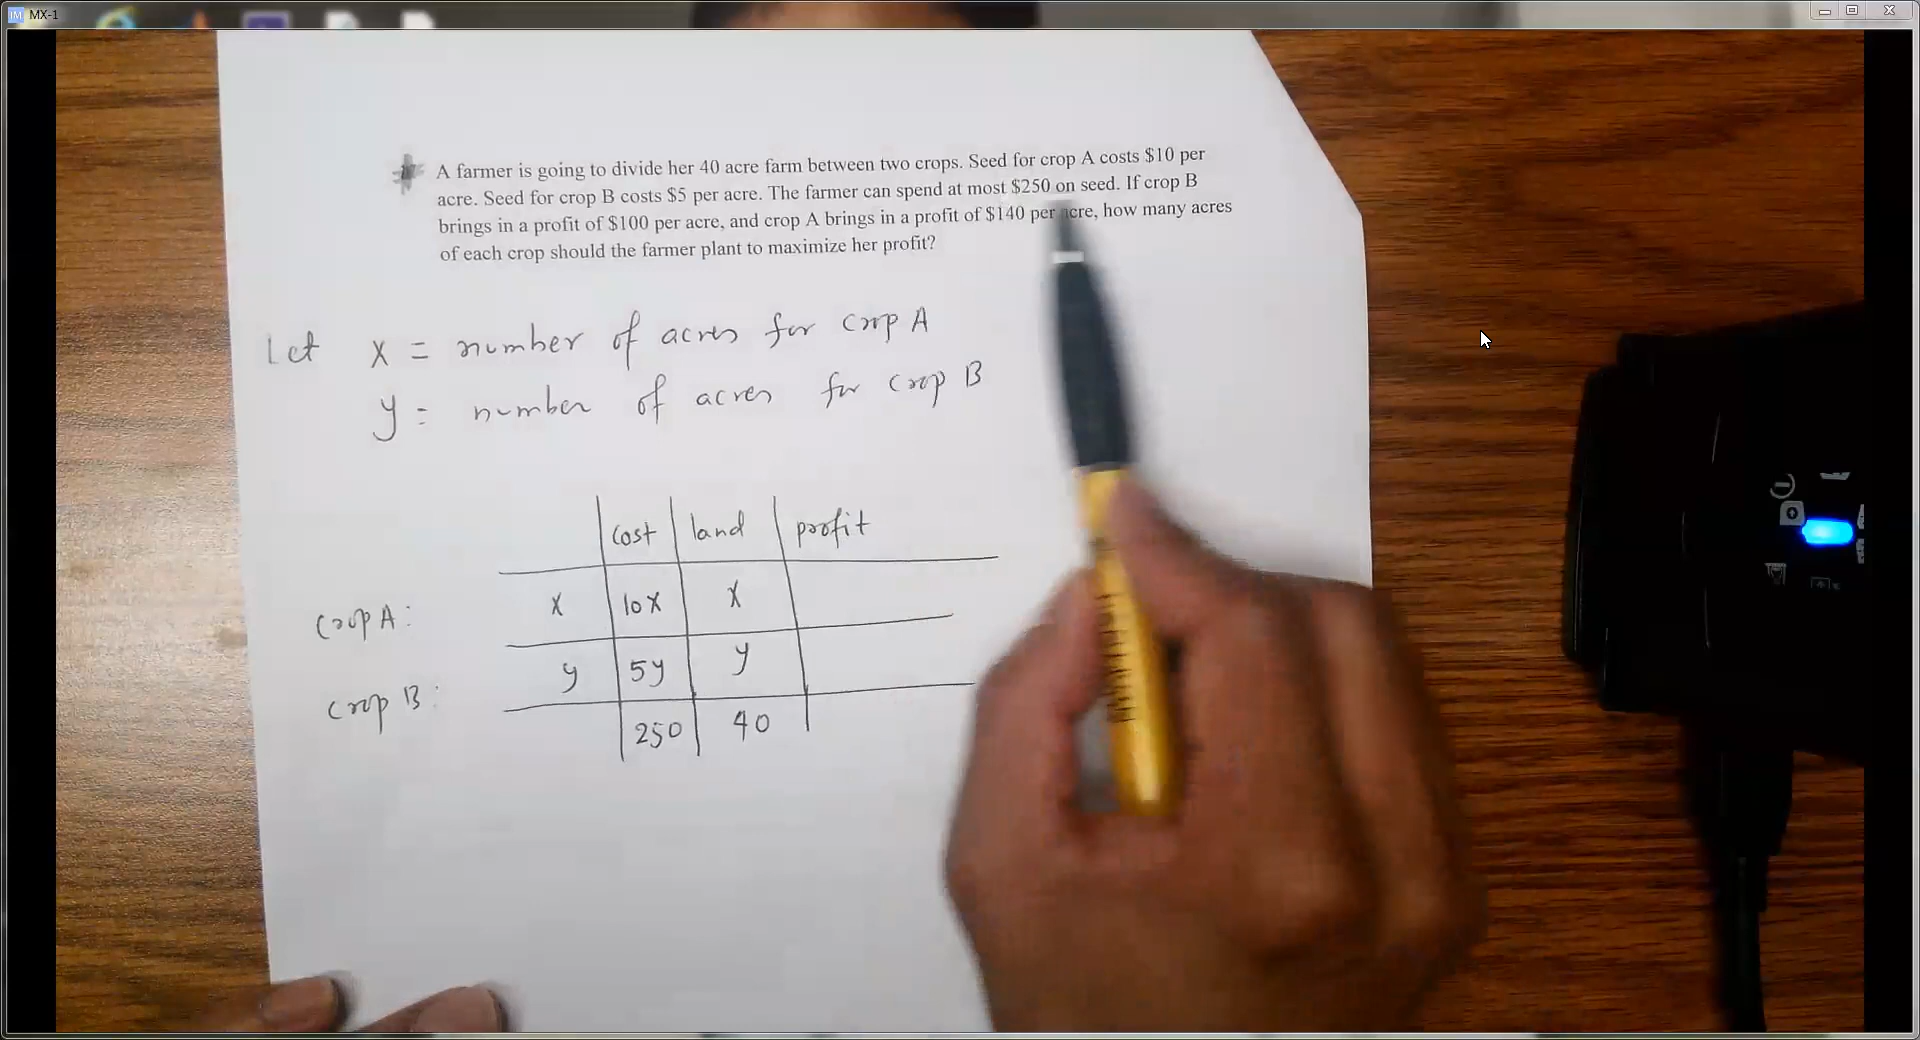 MX-1
A farmer is going to divide her 40 acre farm between two crops. Seed for crop A costs $10 per
acre. Seed for crop B costs $5 per acre. The farmer can spend at most $250 on seed. If crop B
brings in a profit of $100 per acre, and crop A brings in a profit of $140 per acre, how many acres
of each crop should the farmer plant to maximize her profit?
Let x = number of acres for crop A
y = number of acres for crop B
cost land profit
crop A: x 10x x
crop B: y 5y y
250 40